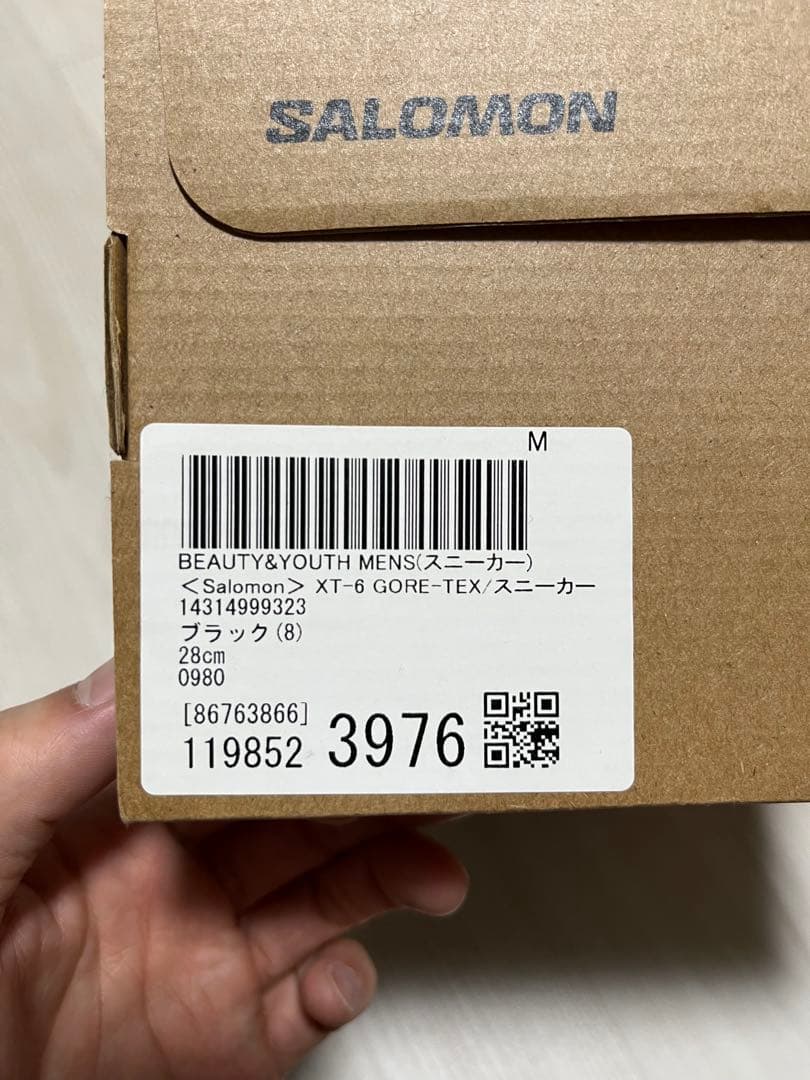 SALOMON
M
BEAUTY&YOUTH MENS(スニーカー)
＜Salomon＞ XT-6 GORE-TEX/スニーカー
14314999323
ブラック(8)
28cm
0980
[86763866]
119852 3976